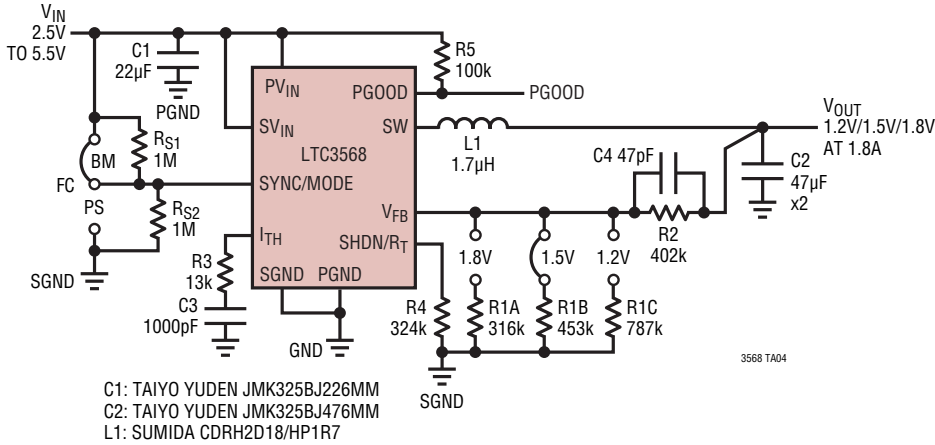 VIN
2.5V
TO 5.5V
C1
22µF
PGND
R5
100k
PVIN
PGOOD
PGOOD
SVIN
SW
LTC3568
L1
1.7µH
VOUT
1.2V/1.5V/1.8V
AT 1.8A
C4 47pF
C2
47µF
x2
BM
RS1
1M
FC
SYNC/MODE
PS
RS2
1M
VFB
R2
402k
ITH
SHDN/RT
1.8V
1.5V
1.2V
SGND
R3
13k
SGND
PGND
C3
1000pF
R4
324k
R1A
316k
R1B
453k
R1C
787k
GND
SGND
3568 TA04
C1: TAIYO YUDEN JMK325BJ226MM
C2: TAIYO YUDEN JMK325BJ476MM
L1: SUMIDA CDRH2D18/HP1R7